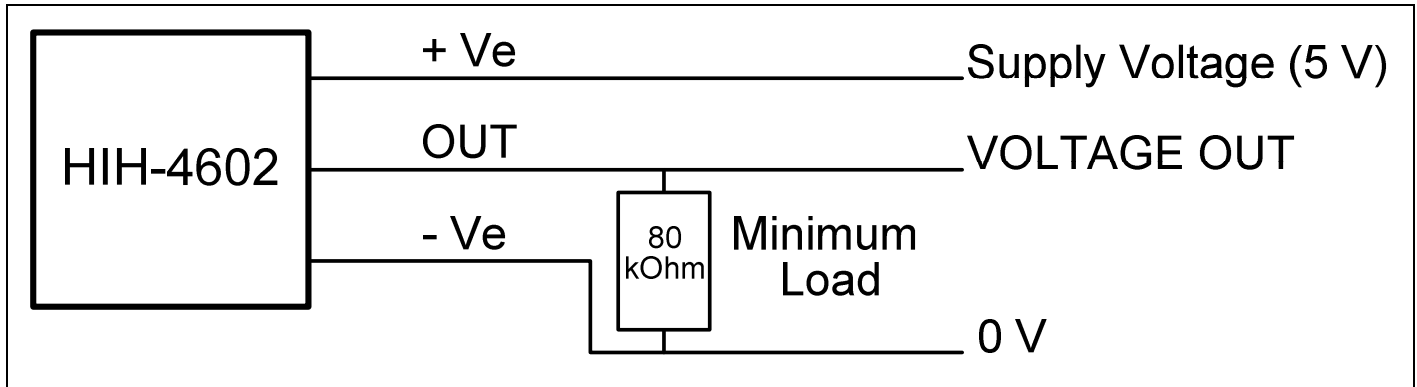 + Ve
Supply Voltage (5 V)
HIH-4602
OUT
VOLTAGE OUT
- Ve
80
kOhm
Minimum
Load
0 V